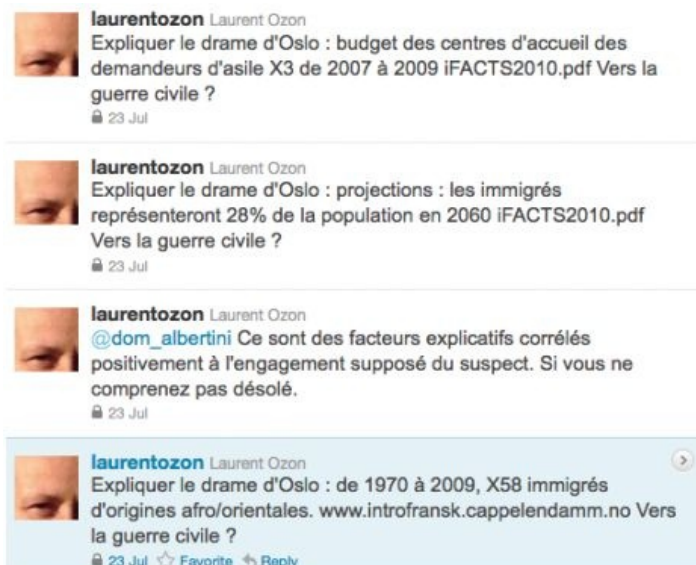 laurentozon Laurent Ozon
Expliquer le drame d'Oslo : budget des centres d'accueil des
demandeurs d'asile X3 de 2007 à 2009 iFACTS2010.pdf Vers la
guerre civile ?
23 Jul
laurentozon Laurent Ozon
Expliquer le drame d'Oslo : projections : les immigrés
représenteront 28% de la population en 2060 iFACTS2010.pdf
Vers la guerre civile ?
23 Jul
laurentozon Laurent Ozon
@dom_albertini Ce sont des facteurs explicatifs corrélés
positivement à l'engagement supposé du suspect. Si vous ne
comprenez pas désolé.
23 Jul
laurentozon Laurent Ozon
Expliquer le drame d'Oslo : de 1970 à 2009, X58 immigrés
d'origines afro/orientales. www.introfransk.cappelendamm.no Vers
la guerre civile ?
23 Jul Favorite Reply